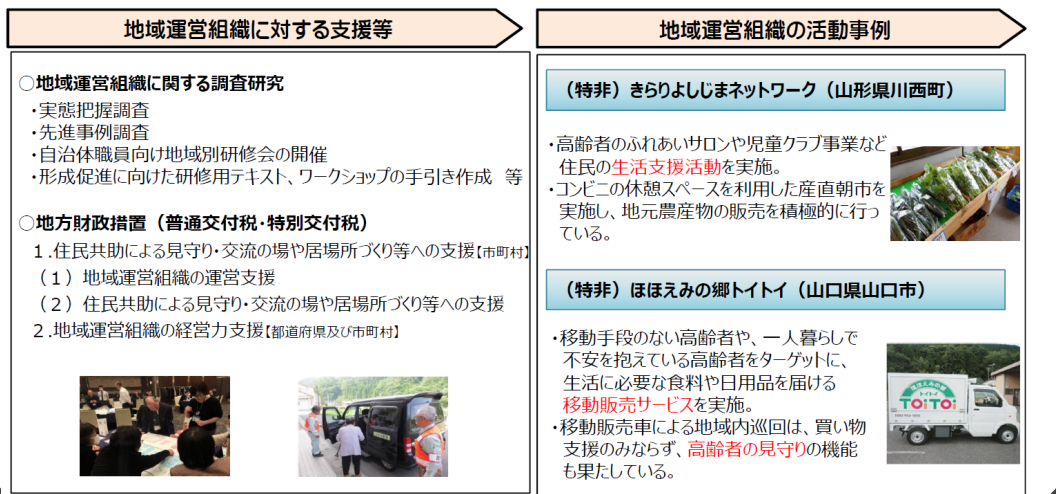 地域運営組織に対する支援等
○地域運営組織に関する調査研究
・実態把握調査
・先進事例調査
・自治体職員向け地域別研修会の開催
・形成促進に向けた研修用テキスト、ワークショップの手引き作成 等
○地方財政措置（普通交付税・特別交付税）
１.住民共助による見守り・交流の場や居場所づくり等への支援【市町村】
（１）地域運営組織の運営支援
（２）住民共助による見守り・交流の場や居場所づくり等への支援
２.地域運営組織の経営力支援【都道府県及び市町村】
地域運営組織の活動事例
（特非）きらりよしじまネットワーク（山形県川西町）
・高齢者のふれあいサロンや児童クラブ事業など
住民の生活支援活動を実施。
・コンビニの休憩スペースを利用した産直朝市を
実施し、地元農産物の販売を積極的に行っ
ている。
（特非）ほほえみの郷トイトイ（山口県山口市）
・移動手段のない高齢者や、一人暮らしで
不安を抱えている高齢者をターゲットに、
生活に必要な食料や日用品を届ける
移動販売サービスを実施。
・移動販売車による地域内巡回は、買い物
支援のみならず、高齢者の見守りの機能
も果たしている。
ほほえみの郷
トイトイ
TOiTOi